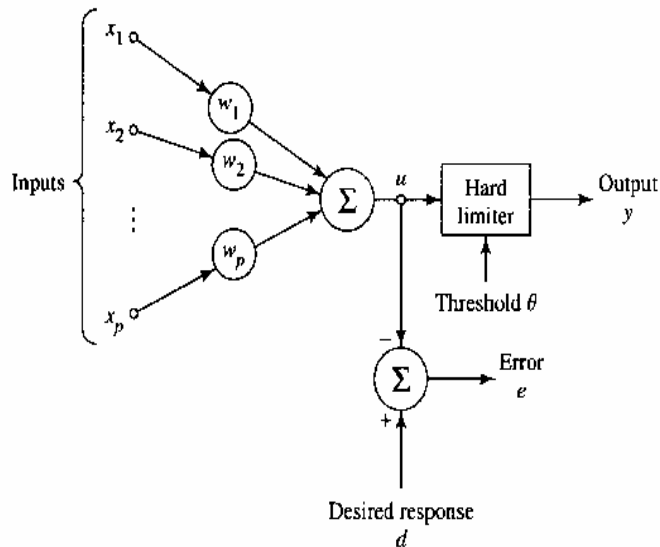 x1
w1
x2
w2
Inputs
⋮
wp
xp
Σ
u
Hard
limiter
Output
y
Threshold θ
−
Σ
+
Error
e
Desired response
d